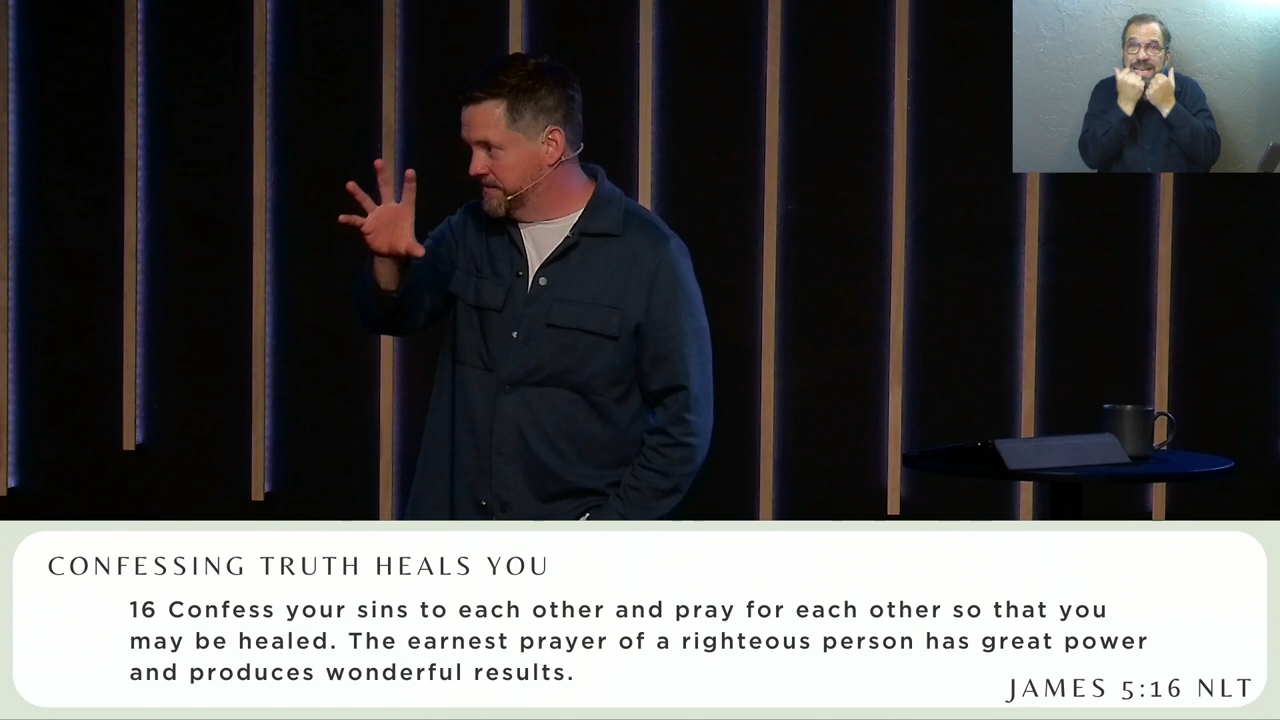 CONFESSING TRUTH HEALS YOU
16 Confess your sins to each other and pray for each other so that you
may be healed. The earnest prayer of a righteous person has great power
and produces wonderful results.
JAMES 5:16 NLT